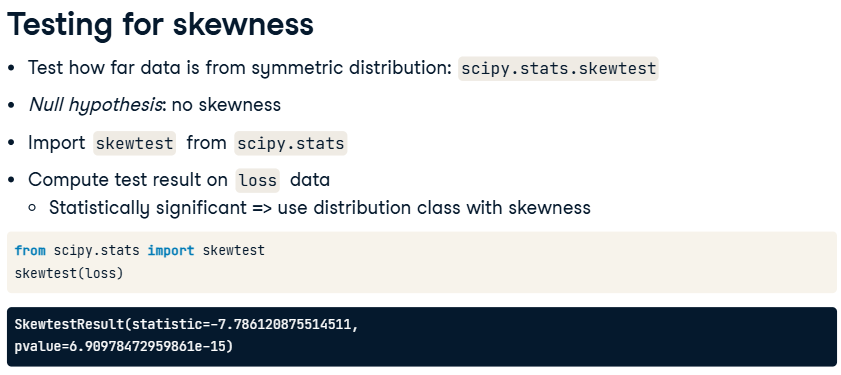 Testing for skewness
• Test how far data is from symmetric distribution: scipy.stats.skewtest
• Null hypothesis: no skewness
• Import skewtest from scipy.stats
• Compute test result on loss data
○ Statistically significant => use distribution class with skewness
from scipy.stats import skewtest
skewtest(loss)
SkewtestResult(statistic=-7.786120875514511,
pvalue=6.90978472959861e-15)